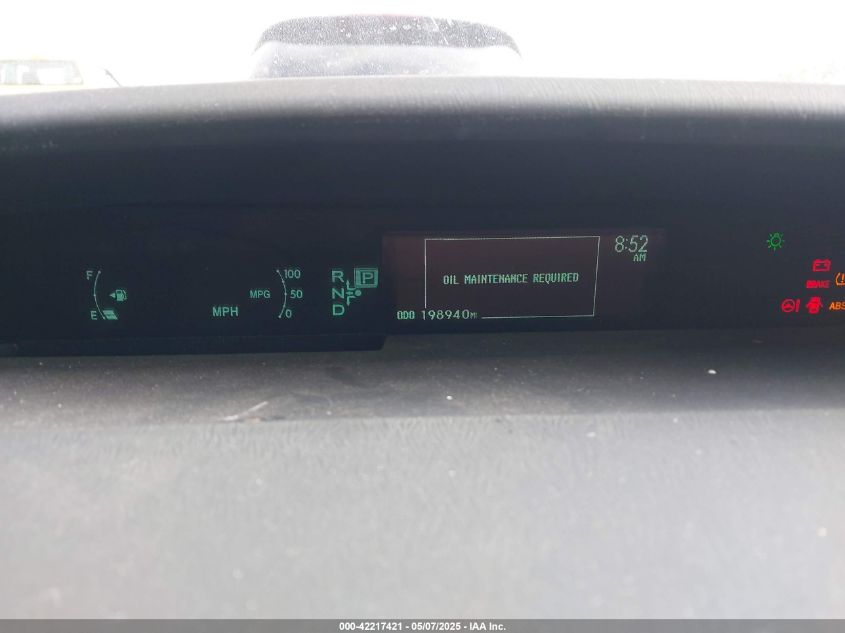 F
E
MPH
MPG
100
50
0
R P
N
D
8:52
AM
OIL MAINTENANCE REQUIRED
ODO 198940MI
BRAKE
ABS
000-42217421 - 05/07/2025 - IAA Inc.